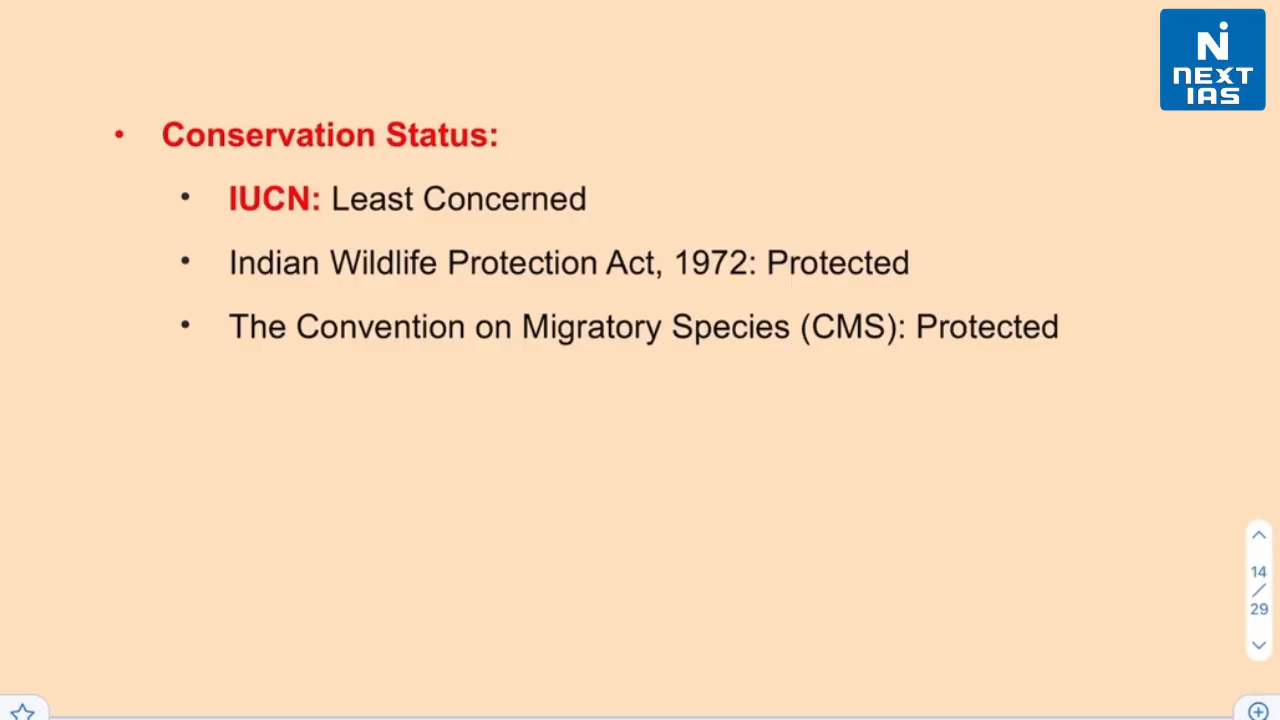 NEXT
IAS
• Conservation Status:
• IUCN: Least Concerned
• Indian Wildlife Protection Act, 1972: Protected
• The Convention on Migratory Species (CMS): Protected
14
/
29